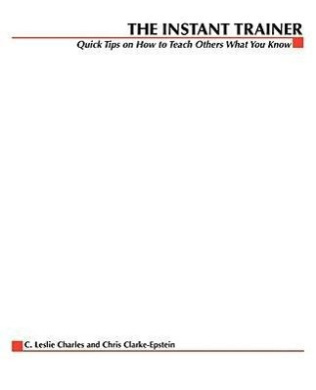 THE INSTANT TRAINER
Quick Tips on How to Teach Others What You Know
C. Leslie Charles and Chris Clarke-Epstein